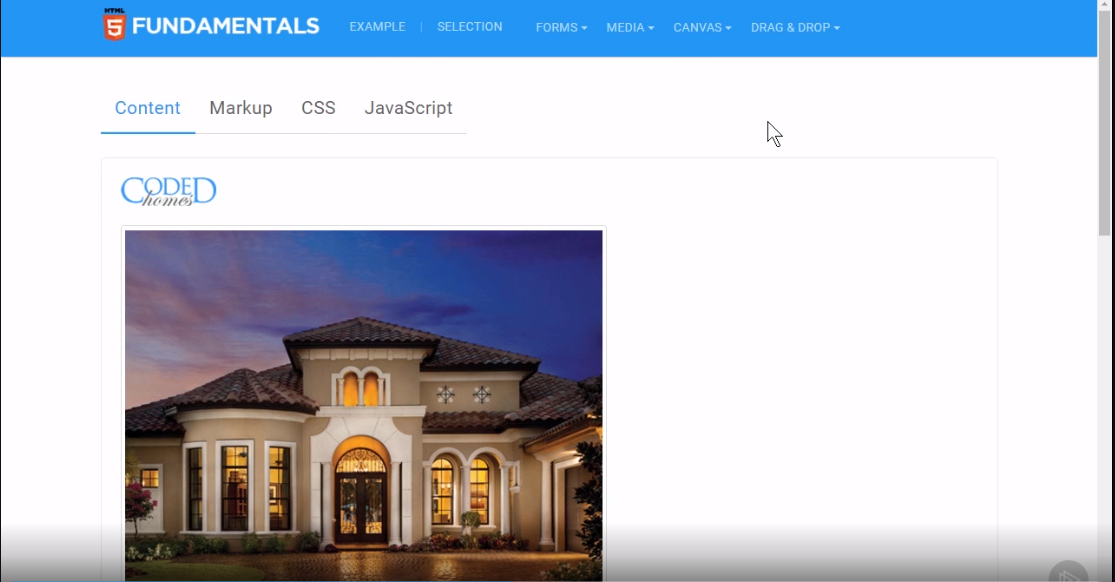 HTML
5 FUNDAMENTALS EXAMPLE | SELECTION FORMS MEDIA CANVAS DRAG & DROP
Content Markup CSS JavaScript
CODED
homes